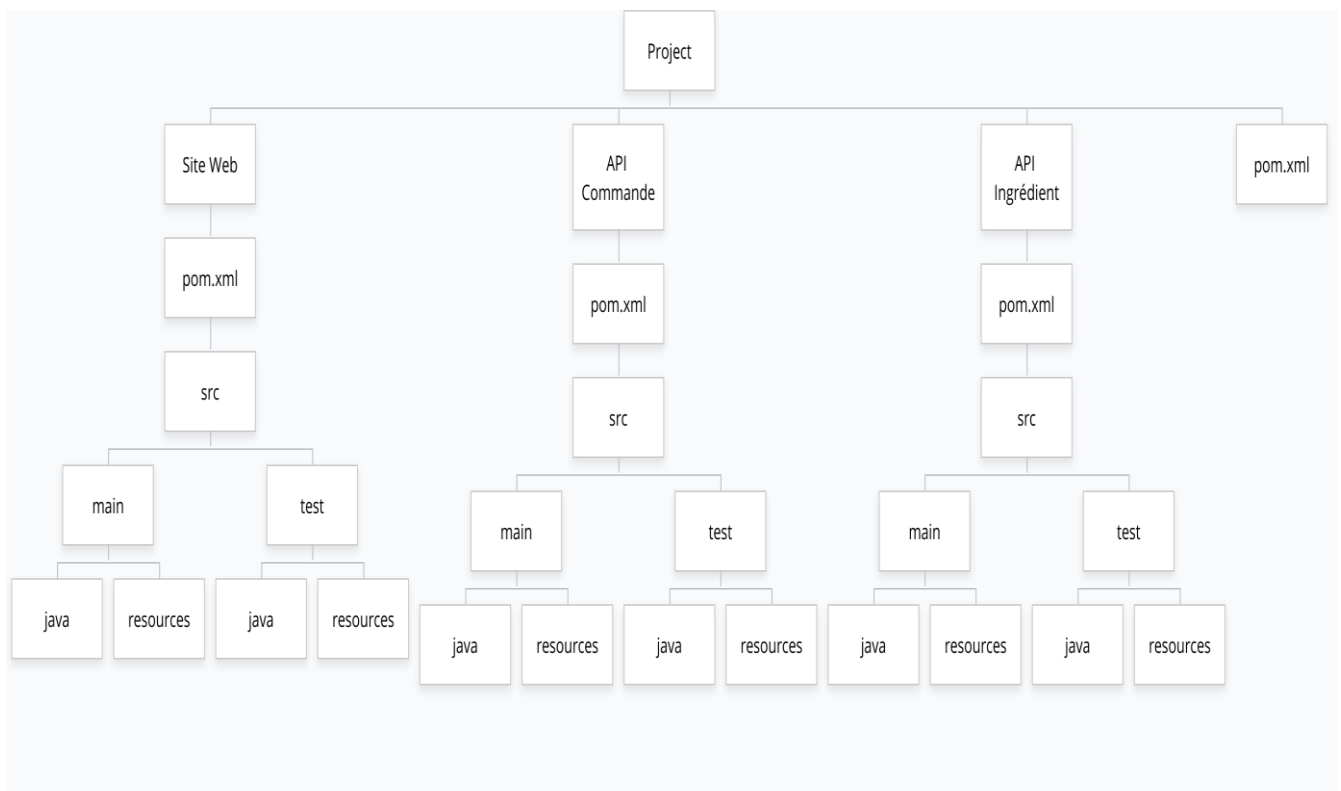 Project
Site Web
API
Commande
API
Ingrédient
pom.xml
pom.xml
pom.xml
pom.xml
src
src
src
main
test
main
test
main
test
java
resources
java
resources
java
resources
java
resources
java
resources
java
resources